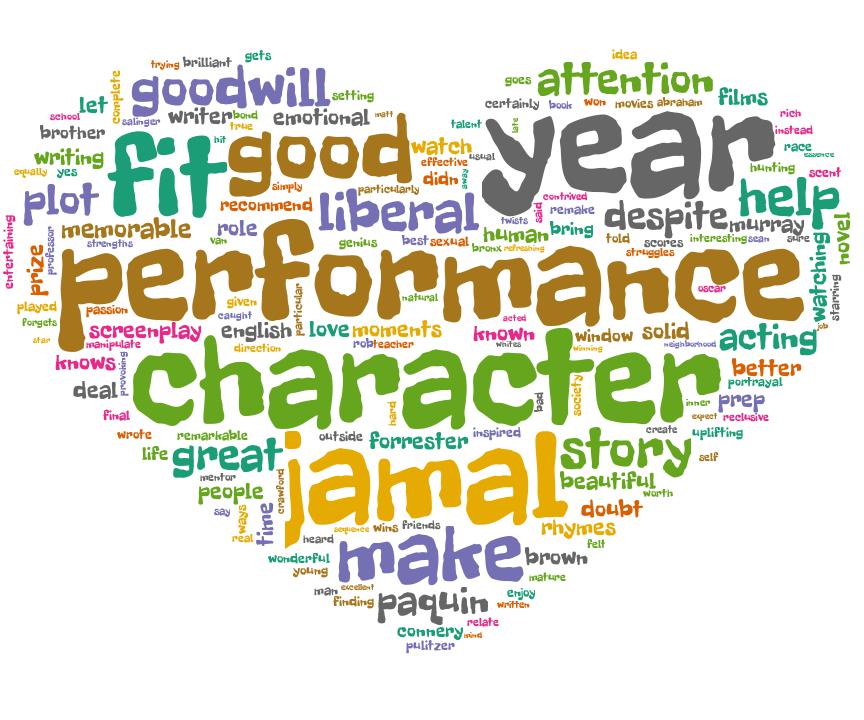 idea
trying brilliant gets
goes attention
complete goodwill setting
let salinger writer bond emotional matt
certainly book won movies abraham films
school brother true hit
talent late year rich instead
writing fit good watch usual race essence
equally yes simply effective
particularly didn away hunting scent
plot recommend liberal said contrived help
memorable role twists remake despite murray
entertaining strengths van genius best sexual human bring told scores interesting sean sure novel
prize professor bronx refreshing struggles watching
performance oscar starring
played passion given particular natural
forgets caught acted job
star screenplay english love moments known window solid acting
manipulate direction rob teacher writes winning neighborhood
knows provoking character society better
deal portrayal
final hard bad inner prep
expect reclusive
wrote remarkable outside forrester inspired create uplifting
life great jamal story self
mentor crawford beautiful
people worth
say ways time doubt
real sequence wins friends rhymes
heard felt
wonderful make brown
young mature
man excellent enjoy
finding paquin written
relate
connery mind
pulitzer